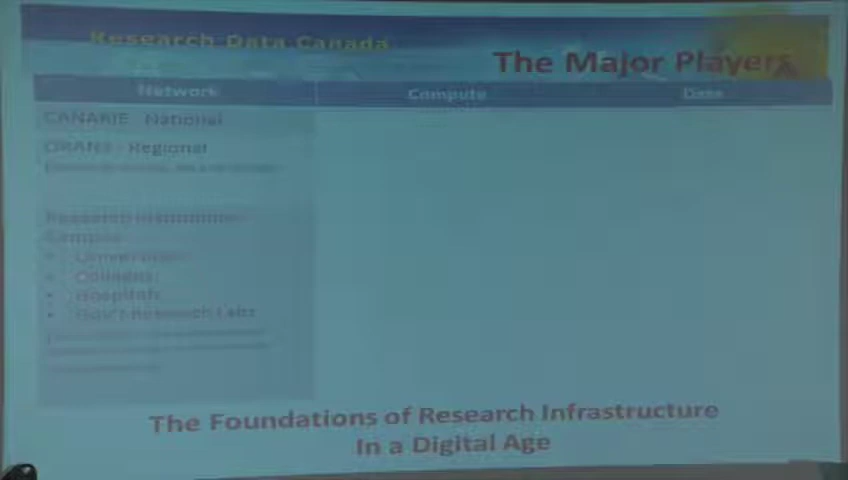 Research Data Canada
The Major Players
Network Compute Data
CANARIE - National
ORANS - Regional
Research Institutions
Campus
• Universities
• Colleges
• Hospitals
• Gov't Research Labs
The Foundations of Research Infrastructure
In a Digital Age